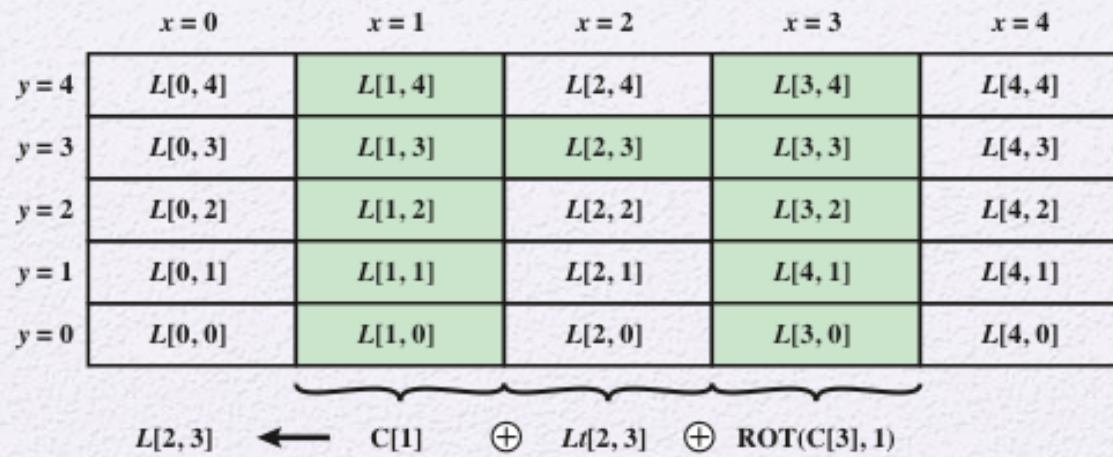 x = 0 x = 1 x = 2 x = 3 x = 4
y = 4 L[0, 4] L[1, 4] L[2, 4] L[3, 4] L[4, 4]
y = 3 L[0, 3] L[1, 3] L[2, 3] L[3, 3] L[4, 3]
y = 2 L[0, 2] L[1, 2] L[2, 2] L[3, 2] L[4, 2]
y = 1 L[0, 1] L[1, 1] L[2, 1] L[4, 1] L[4, 1]
y = 0 L[0, 0] L[1, 0] L[2, 0] L[3, 0] L[4, 0]
L[2, 3] ← C[1] ⊕ Lt[2, 3] ⊕ ROT(C[3], 1)